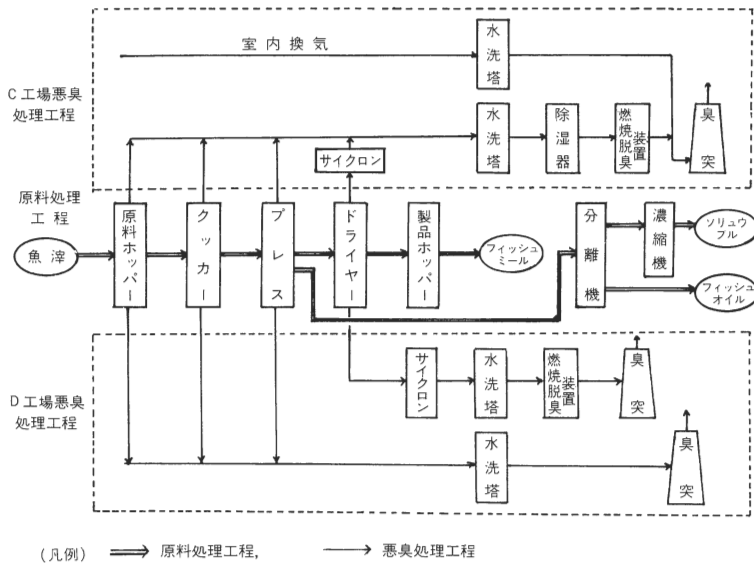 室内換気
水洗塔
C工場悪臭
処理工程
水洗塔
除湿器
燃焼脱臭
装置
臭突
サイクロン
原料処理
工程
魚滓
原料ホッパー
クッカー
プレス
ドライヤー
製品ホッパー
フィッシュ
ミール
分離機
濃縮機
ソリュウ
フル
フィッシュ
オイル
D工場悪臭
処理工程
サイクロン
水洗塔
燃焼脱臭
装置
臭突
水洗塔
臭突
(凡例) 原料処理工程, 悪臭処理工程